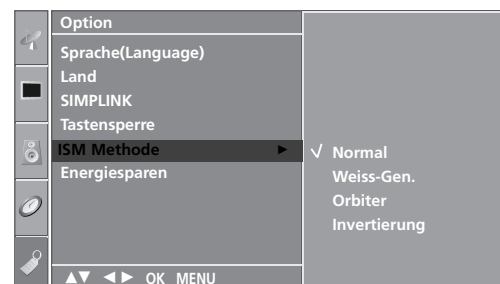 Option
Sprache(Language)
Land
SIMPLINK
Tastensperre
ISM Methode ► √ Normal
Energiesparen Weiss-Gen.
Orbiter
Invertierung
▲▼ ◄► OK MENU